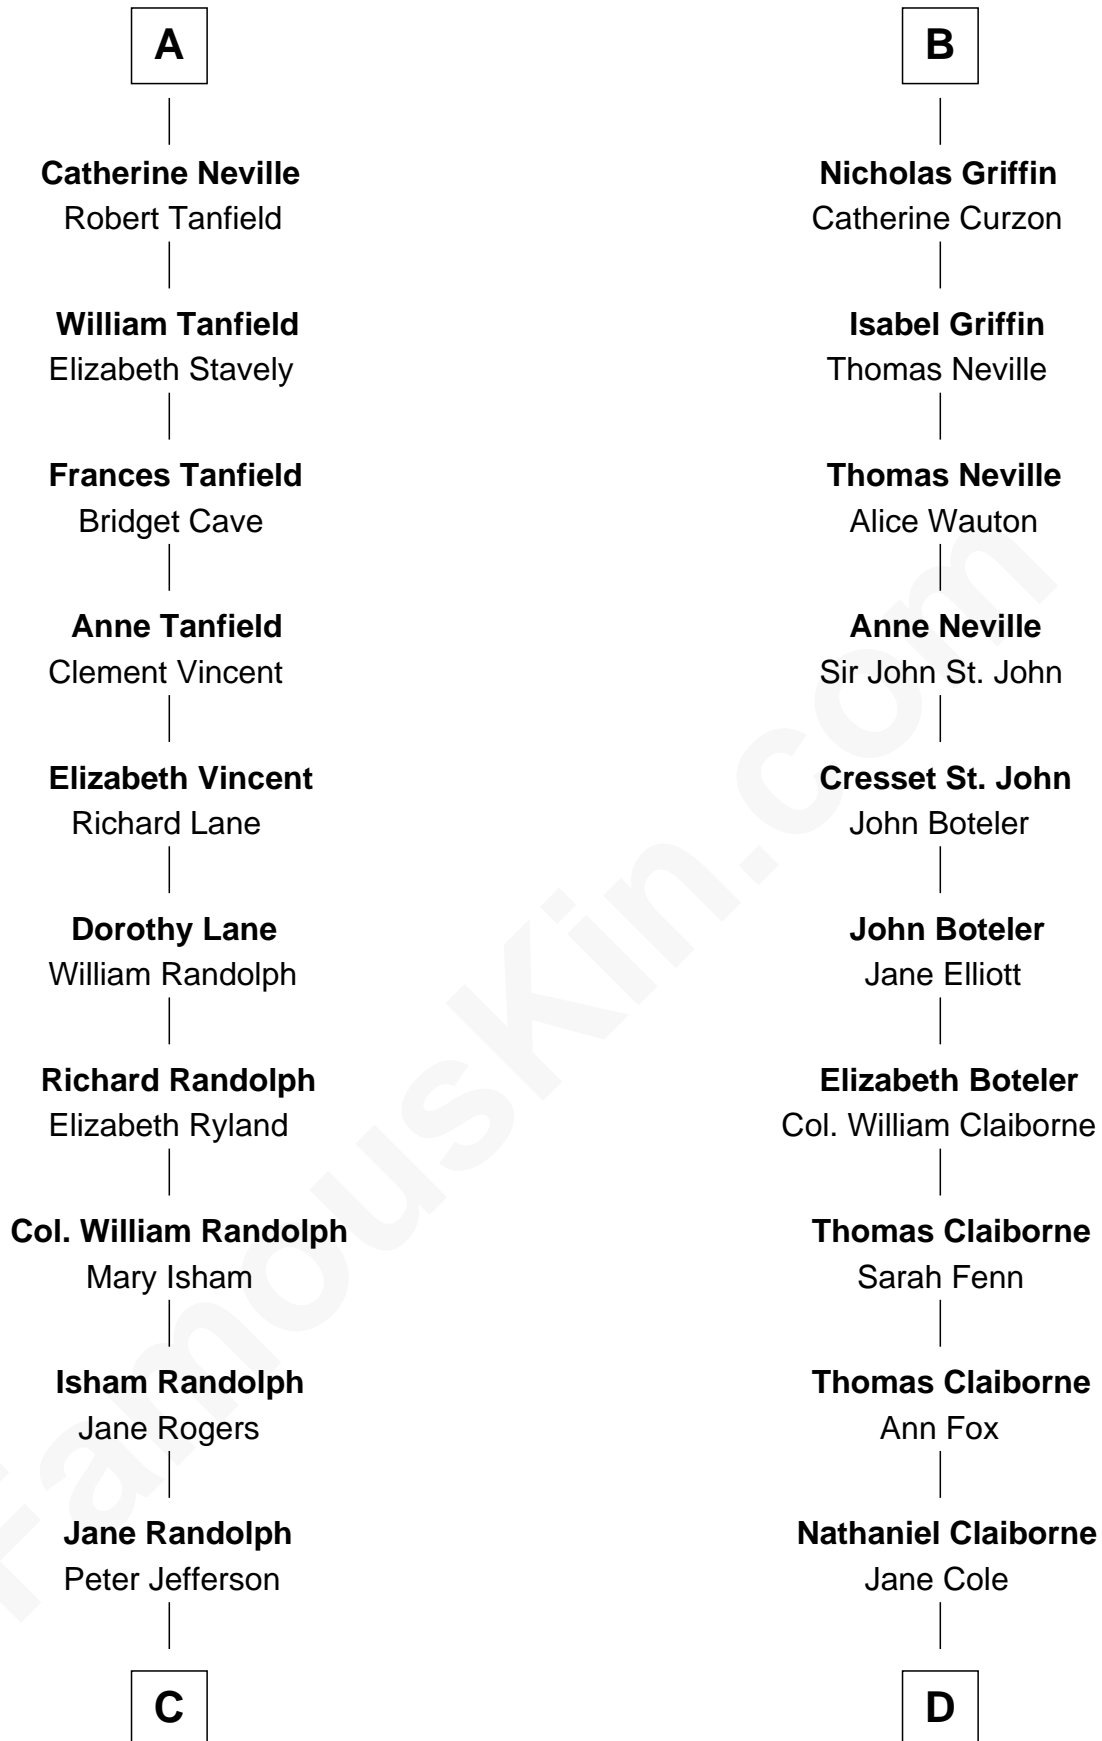 A
Catherine Neville
Robert Tanfield
William Tanfield
Elizabeth Stavely
Frances Tanfield
Bridget Cave
Anne Tanfield
Clement Vincent
Elizabeth Vincent
Richard Lane
Dorothy Lane
William Randolph
Richard Randolph
Elizabeth Ryland
Col. William Randolph
Mary Isham
Isham Randolph
Jane Rogers
Jane Randolph
Peter Jefferson
C
B
Nicholas Griffin
Catherine Curzon
Isabel Griffin
Thomas Neville
Thomas Neville
Alice Wauton
Anne Neville
Sir John St. John
Cresset St. John
John Boteler
John Boteler
Jane Elliott
Elizabeth Boteler
Col. William Claiborne
Thomas Claiborne
Sarah Fenn
Thomas Claiborne
Ann Fox
Nathaniel Claiborne
Jane Cole
D
FamousKin.com